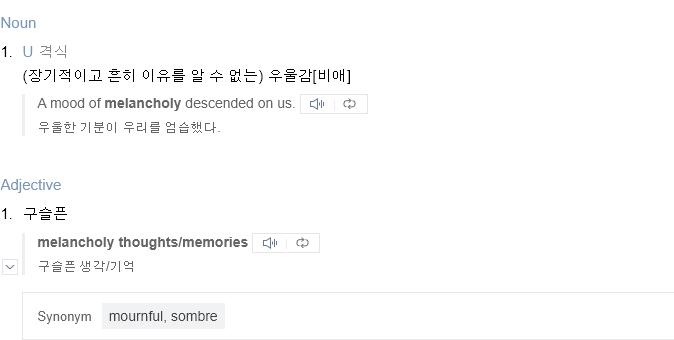 Noun
1. U 격식
(장기적이고 흔히 이유를 알 수 없는) 우울감[비애]
A mood of melancholy descended on us.
우울한 기분이 우리를 엄습했다.
Adjective
1. 구슬픈
melancholy thoughts/memories
구슬픈 생각/기억
Synonym mournful, sombre